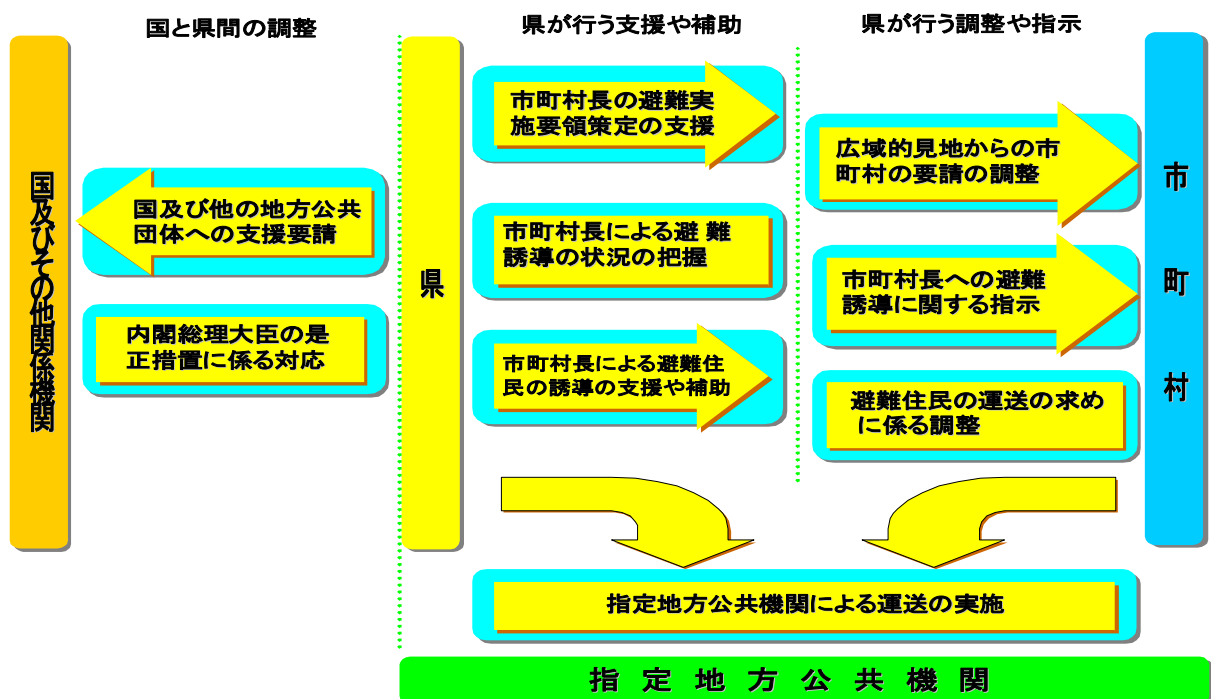 国と県間の調整
県が行う支援や補助
県が行う調整や指示
国及びその他関係機関
国及び他の地方公共
団体への支援要請
内閣総理大臣の是
正措置に係る対応
県
市町村長の避難実
施要領策定の支援
市町村長による避 難
誘導の状況の把握
市町村長による避難住
民の誘導の支援や補助
広域的見地からの市
町村の要請の調整
市町村長への避難
誘導に関する指示
避難住民の運送の求め
に係る調整
市町村
指定地方公共機関による運送の実施
指定地方公共機関